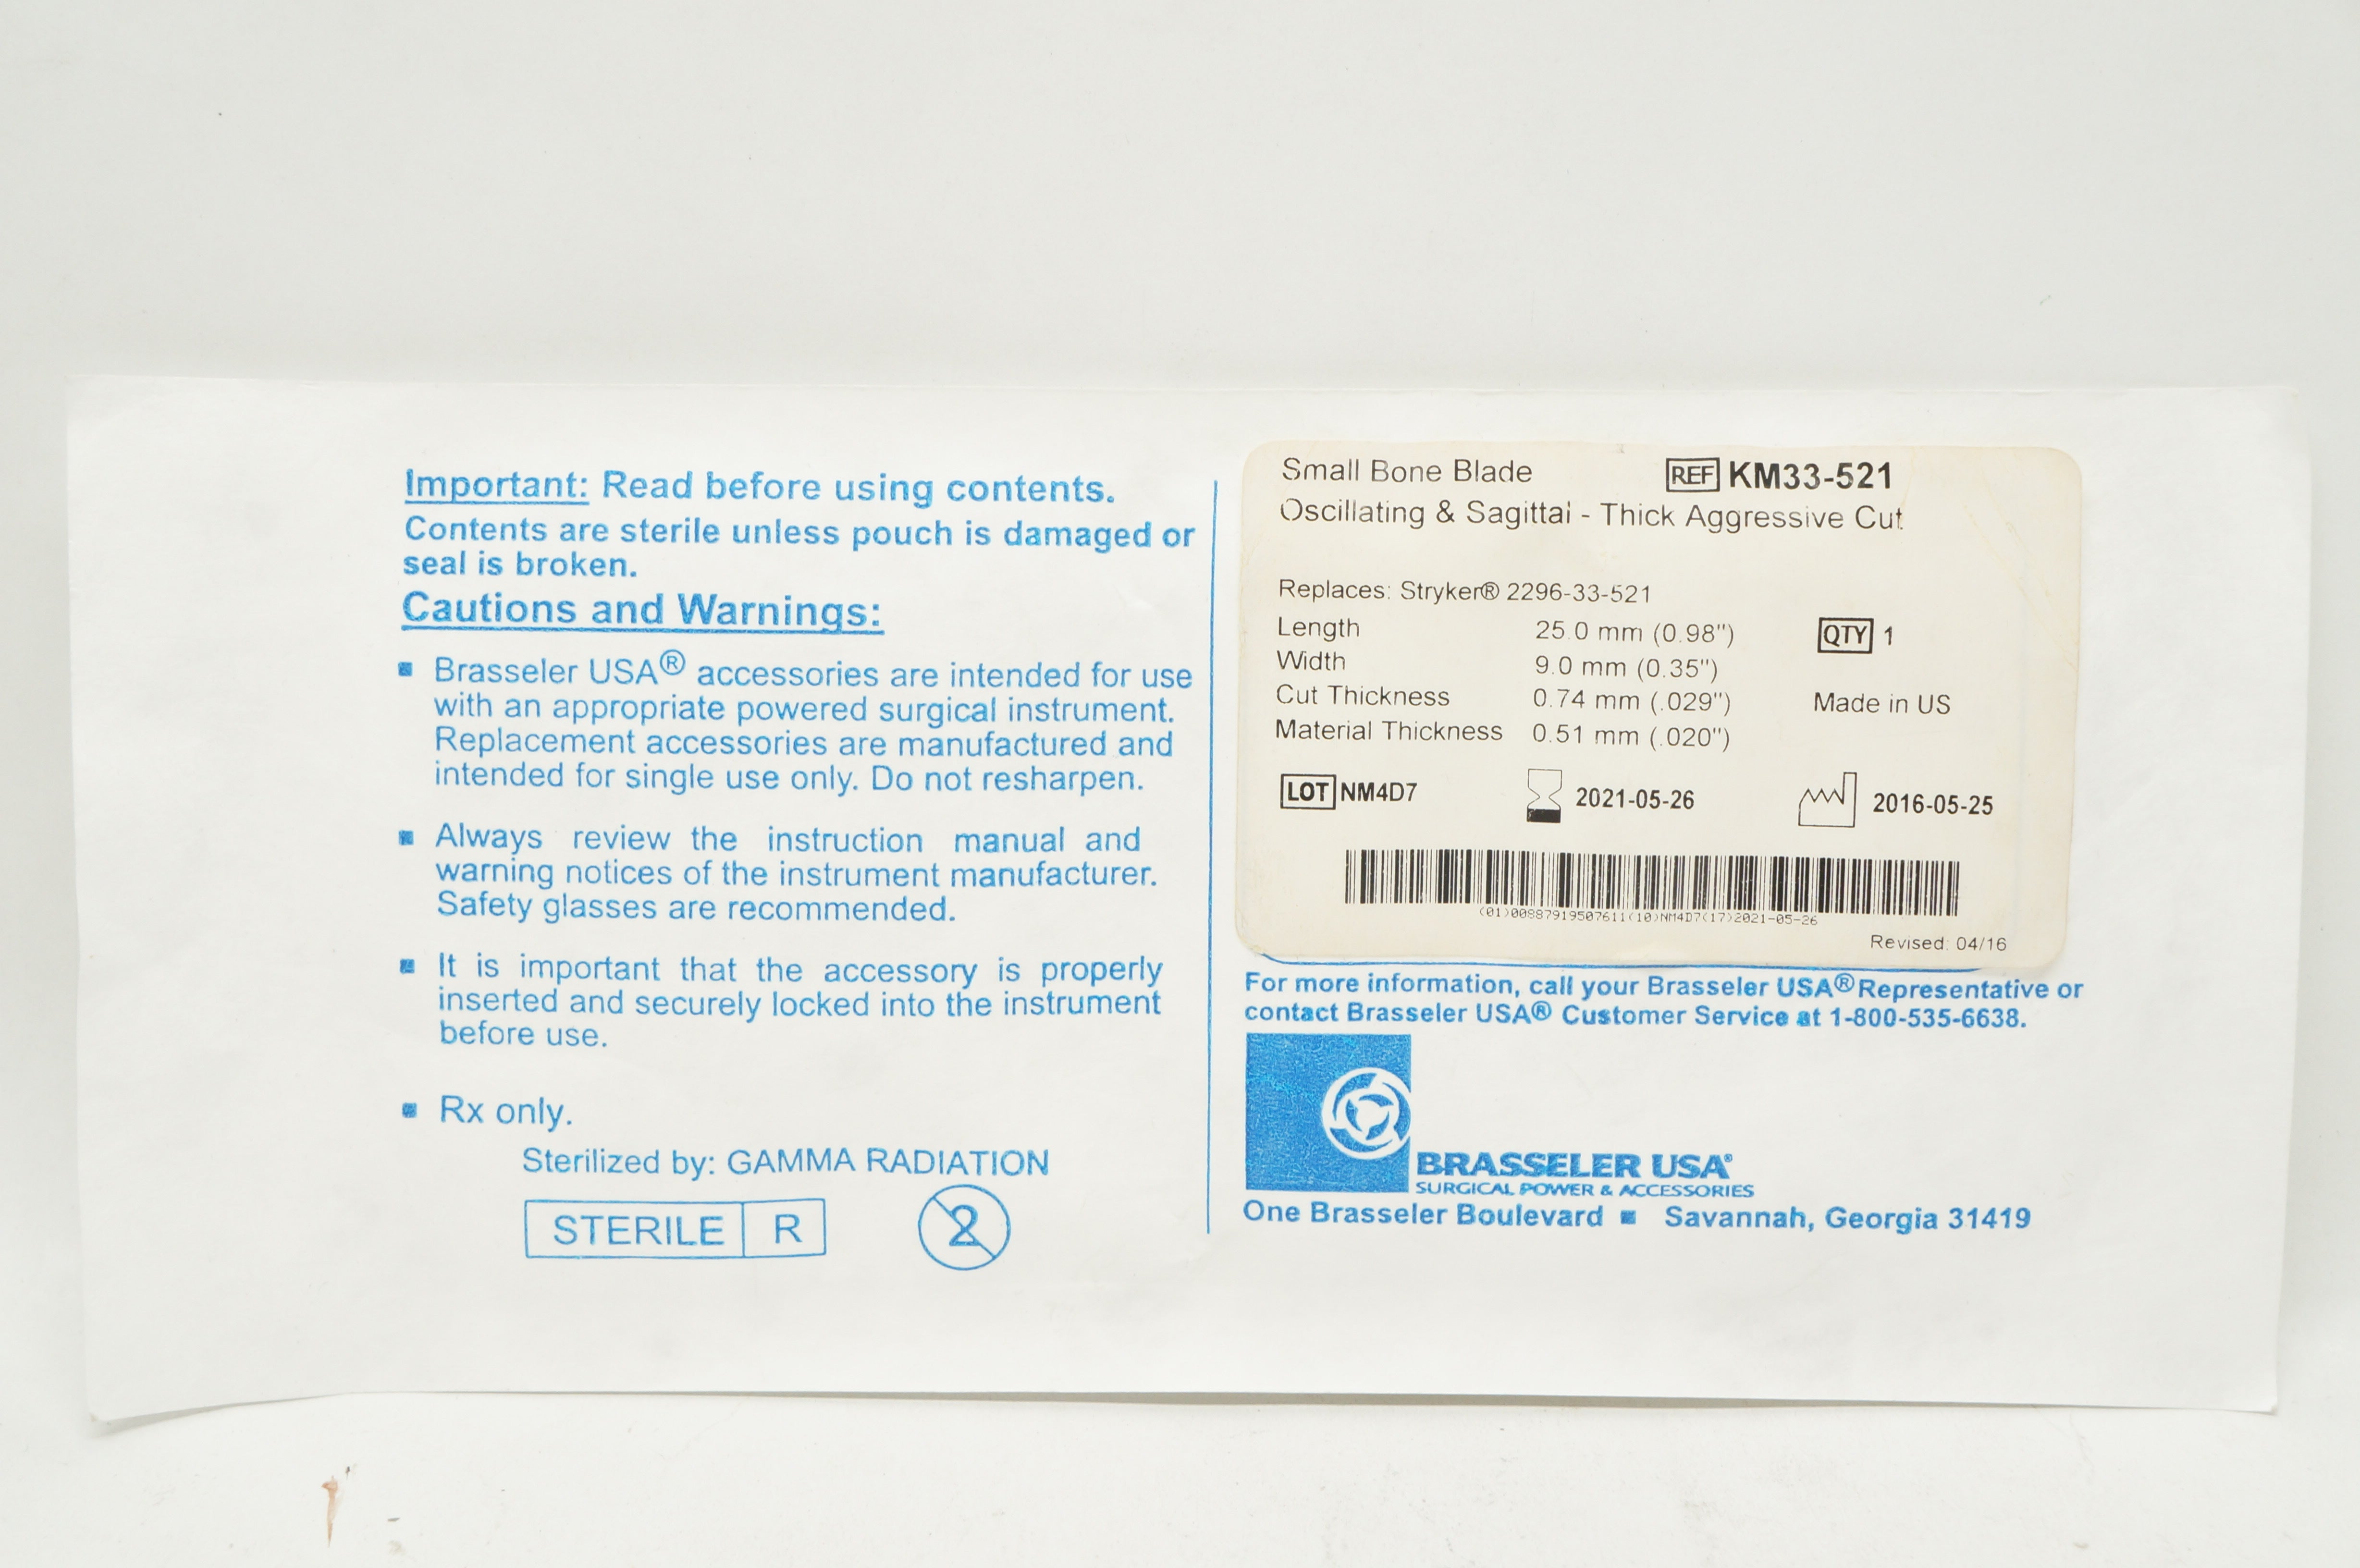 Important: Read before using contents.
Contents are sterile unless pouch is damaged or
seal is broken.
Cautions and Warnings:
▪ Brasseler USA® accessories are intended for use
with an appropriate powered surgical instrument.
Replacement accessories are manufactured and
intended for single use only. Do not resharpen.
▪ Always review the instruction manual and
warning notices of the instrument manufacturer.
Safety glasses are recommended.
▪ It is important that the accessory is properly
inserted and securely locked into the instrument
before use.
▪ Rx only.
Sterilized by: GAMMA RADIATION
STERILE R
2
Small Bone Blade REF KM33-521
Oscillating & Sagittal - Thick Aggressive Cut
Replaces: Stryker® 2296-33-521
Length 25.0 mm (0.98") QTY 1
Width 9.0 mm (0.35")
Cut Thickness 0.74 mm (.029") Made in US
Material Thickness 0.51 mm (.020")
LOT NM4D7 2021-05-26 2016-05-25
(01)00887919507611(10)NM4D7(17)2021-05-26
Revised: 04/16
For more information, call your Brasseler USA® Representative or
contact Brasseler USA® Customer Service at 1-800-535-6638.
BRASSELER USA®
SURGICAL POWER & ACCESSORIES
One Brasseler Boulevard ▪ Savannah, Georgia 31419